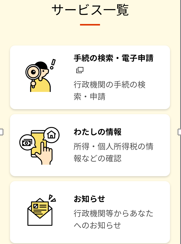 サービス一覧
手続の検索・電子申請
行政機関の手続の検
索・申請
わたしの情報
所得・個人所得税の情
報などの確認
お知らせ
行政機関等からあなた
へのお知らせ